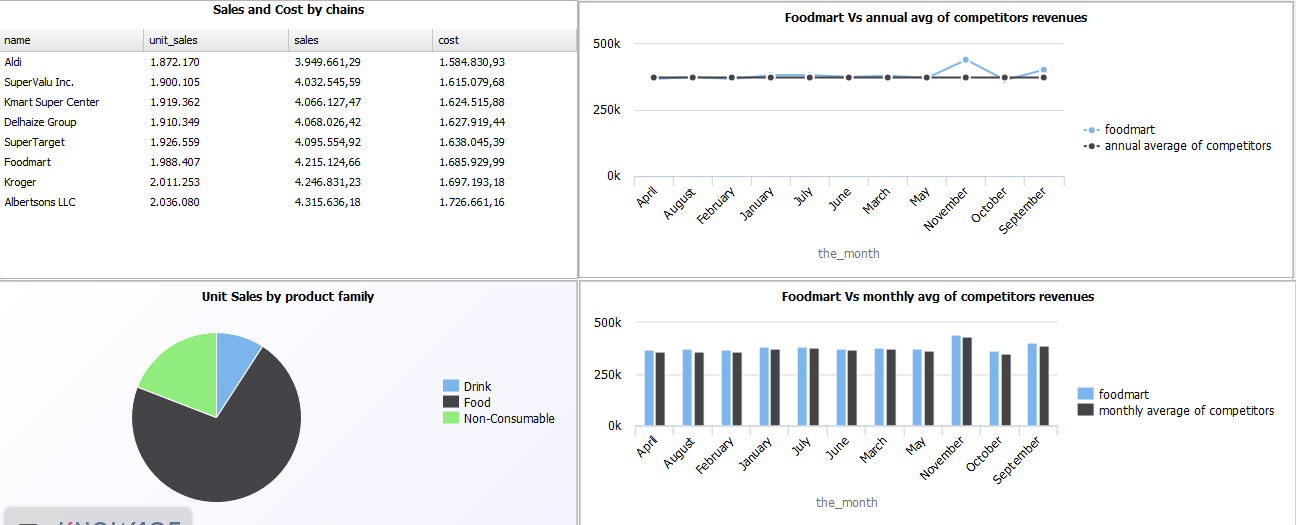 Sales and Cost by chains
name unit_sales sales cost
Aldi 1.872.170 3.949.661,29 1.584.830,93
SuperValu Inc. 1.900.105 4.032.545,59 1.615.079,68
Kmart Super Center 1.919.362 4.066.127,47 1.624.515,88
Delhaize Group 1.910.349 4.068.026,42 1.627.919,44
SuperTarget 1.926.559 4.095.554,92 1.638.045,39
Foodmart 1.988.407 4.215.124,66 1.685.929,99
Kroger 2.011.253 4.246.831,23 1.697.193,18
Albertsons LLC 2.036.080 4.315.636,18 1.726.661,16
Foodmart Vs annual avg of competitors revenues
500k
250k
0k
April August February January July June March May November October September
the_month
foodmart
annual average of competitors
Unit Sales by product family
Drink
Food
Non-Consumable
Foodmart Vs monthly avg of competitors revenues
500k
250k
0k
April August February January July June March May November October September
the_month
foodmart
monthly average of competitors